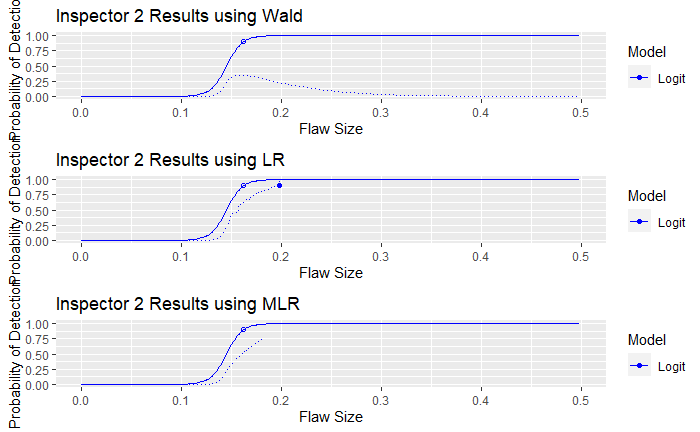 Inspector 2 Results using Wald
Probability of Detection
1.00
0.75
0.50
0.25
0.00
0.0 0.1 0.2 0.3 0.4 0.5
Flaw Size
Model
Logit
Inspector 2 Results using LR
Probability of Detection
1.00
0.75
0.50
0.25
0.00
0.0 0.1 0.2 0.3 0.4 0.5
Flaw Size
Model
Logit
Inspector 2 Results using MLR
Probability of Detection
1.00
0.75
0.50
0.25
0.00
0.0 0.1 0.2 0.3 0.4 0.5
Flaw Size
Model
Logit